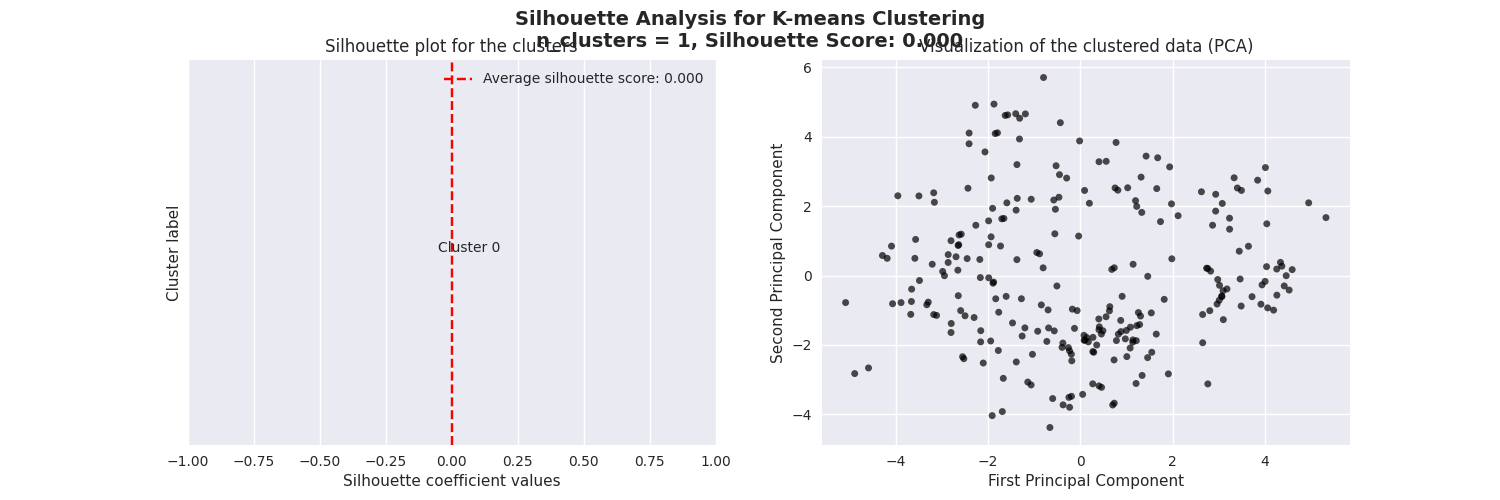 Silhouette Analysis for K-means Clustering
n_clusters = 1, Silhouette Score: 0.000
Silhouette plot for the clusters
Average silhouette score: 0.000
Cluster 0
Cluster label
−1.00 −0.75 −0.50 −0.25 0.00 0.25 0.50 0.75 1.00
Silhouette coefficient values
Visualization of the clustered data (PCA)
6
4
2
0
−2
−4
Second Principal Component
−4 −2 0 2 4
First Principal Component